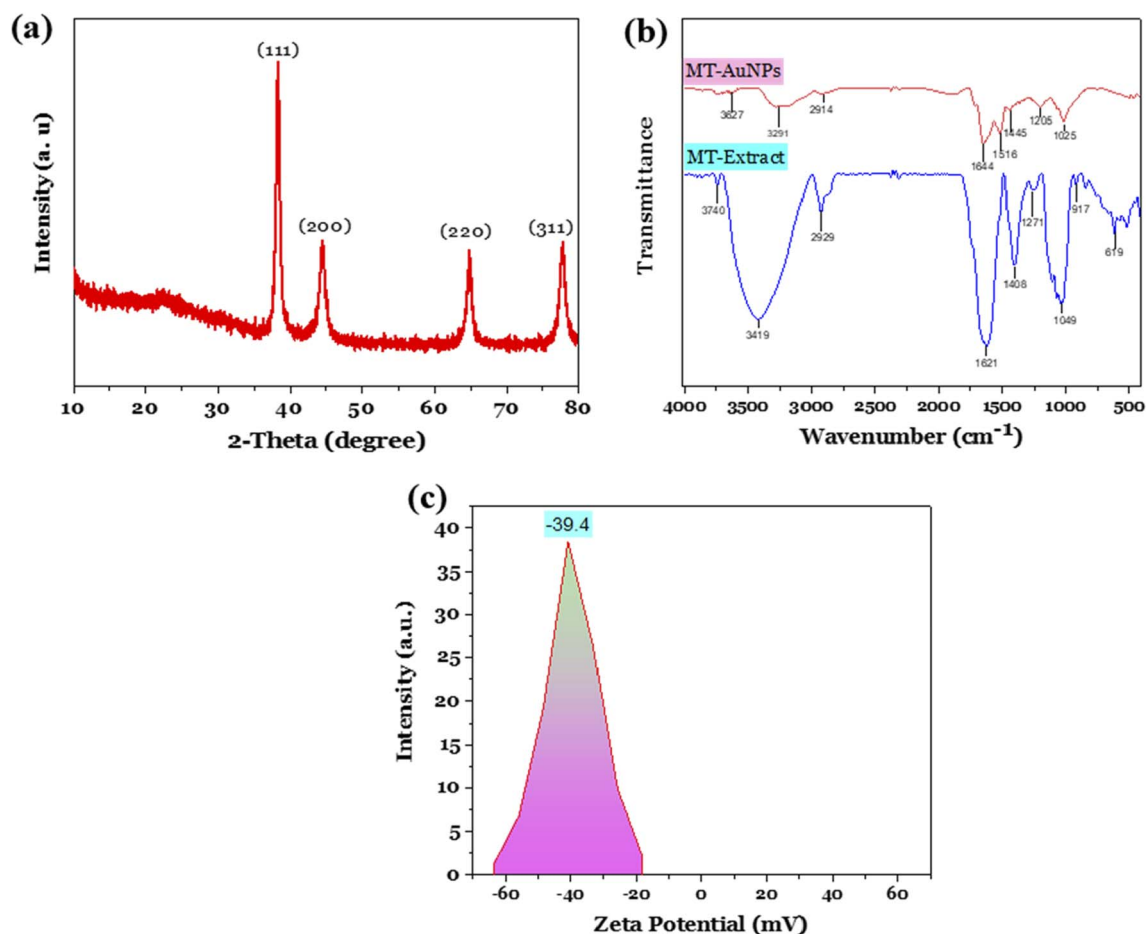 (a)
(111)
(200)
(220)
(311)
Intensity (a. u)
10 20 30 40 50 60 70 80
2-Theta (degree)
(b)
MT-AuNPs
3627
3291
2914
1644
1516
1445
1205
1025
MT-Extract
3740
3419
2929
1621
1408
1271
1049
917
619
Transmittance
4000 3500 3000 2500 2000 1500 1000 500
Wavenumber (cm⁻¹)
(c)
-39.4
40
35
30
25
20
15
10
5
0
Intensity (a.u.)
-60 -40 -20 0 20 40 60
Zeta Potential (mV)